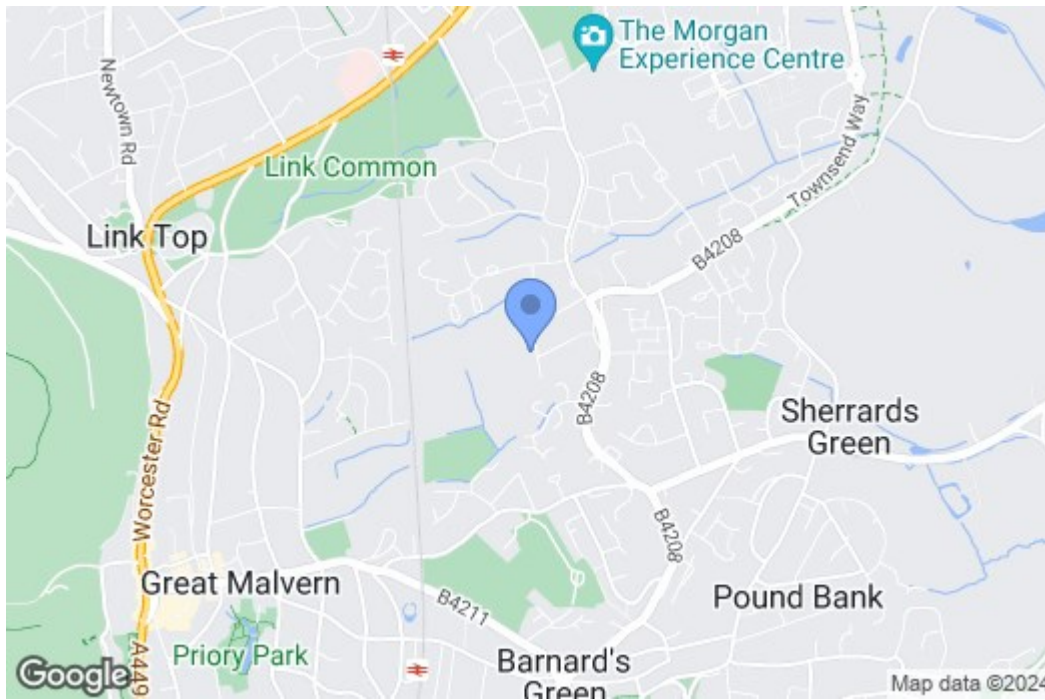 The Morgan
Experience Centre
Newtown Rd
Link Common
Townsend Way
Link Top
B4208
B4208
Sherrards
Green
Worcester Rd
B4208
Great Malvern
B4211
Pound Bank
Priory Park
A449
Barnard's
Green
Google
Map data ©2024